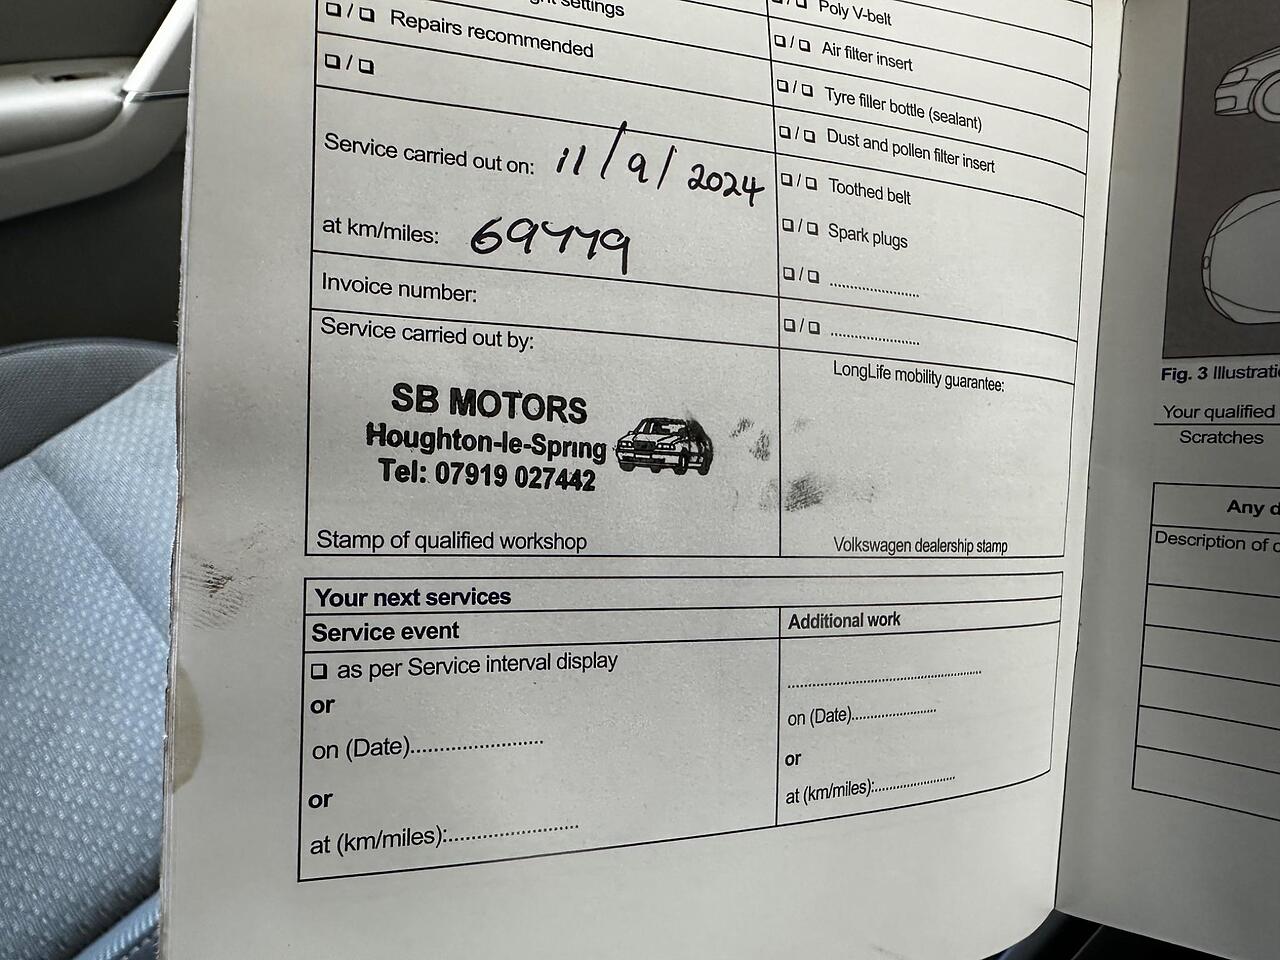 settings
❏ / ❏ Repairs recommended
❏ / ❏
Service carried out on: 11/9/2024
at km/miles:
Invoice number:
Service carried out by:
SB MOTORS
Houghton-le-Spring
Tel: 07919 027442
Stamp of qualified workshop
❏ / ❏ Poly V-belt
❏ / ❏ Air filter insert
❏ / ❏ Tyre filler bottle (sealant)
❏ / ❏ Dust and pollen filter insert
❏ / ❏ Toothed belt
❏ / ❏ Spark plugs
❏ / ❏ ......................
❏ / ❏ ......................
LongLife mobility guarantee:
Volkswagen dealership stamp
Your next services
Service event
❏ as per Service interval display
or
on (Date).......................
or
at (km/miles):.......................
Additional work
..................................................
on (Date).......................
or
at (km/miles):.......................
Fig. 3 Illustrati
Your qualified
Scratches
Any d
Description of d